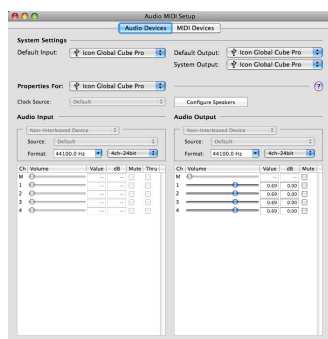 Audio MIDI Setup
Audio Devices MIDI Devices
System Settings
Default Input: Icon Global Cube Pro Default Output: Icon Global Cube Pro
System Output: Icon Global Cube Pro
Properties For: Icon Global Cube Pro ?
Clock Source: Default Configure Speakers
Audio Input Audio Output
Non-Interleaved Device Non-Interleaved Device
Source: Default Source: Default
Format: 44100.0 Hz 4ch-24bit Format: 44100.0 Hz 4ch-24bit
Ch Volume Value dB Mute Thru Ch Volume Value dB Mute
M -- -- M -- --
1 -- -- 1 0.69 0.00
2 -- -- 2 0.69 0.00
3 -- -- 3 0.69 0.00
4 -- -- 4 0.69 0.00